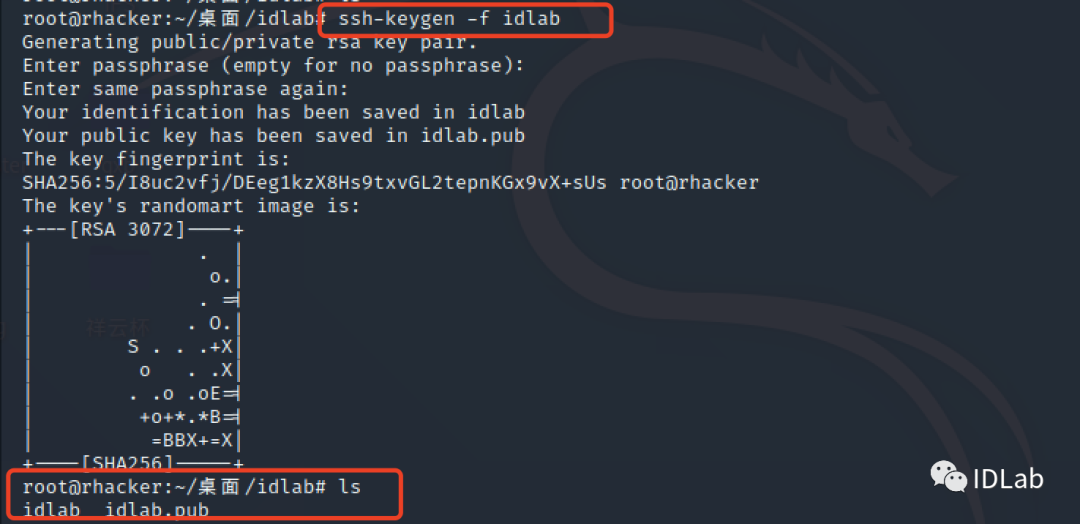 root@rhacker:~/桌面/idlab# ssh-keygen -f idlab
Generating public/private rsa key pair.
Enter passphrase (empty for no passphrase):
Enter same passphrase again:
Your identification has been saved in idlab
Your public key has been saved in idlab.pub
The key fingerprint is:
SHA256:5/I8uc2vfj/DEeg1kzX8Hs9txvGL2tepnKGx9vX+sUs root@rhacker
The key's randomart image is:
+---[RSA 3072]----+
|              .  |
|               o.|
|              . =|
|             . O.|
|        S . . .+X|
|         o   . .X|
|        . .o .oE=|
|         +o+*.*B=|
|          =BBX+=X|
+----[SHA256]-----+
root@rhacker:~/桌面/idlab# ls
idlab  idlab.pub
IDLab